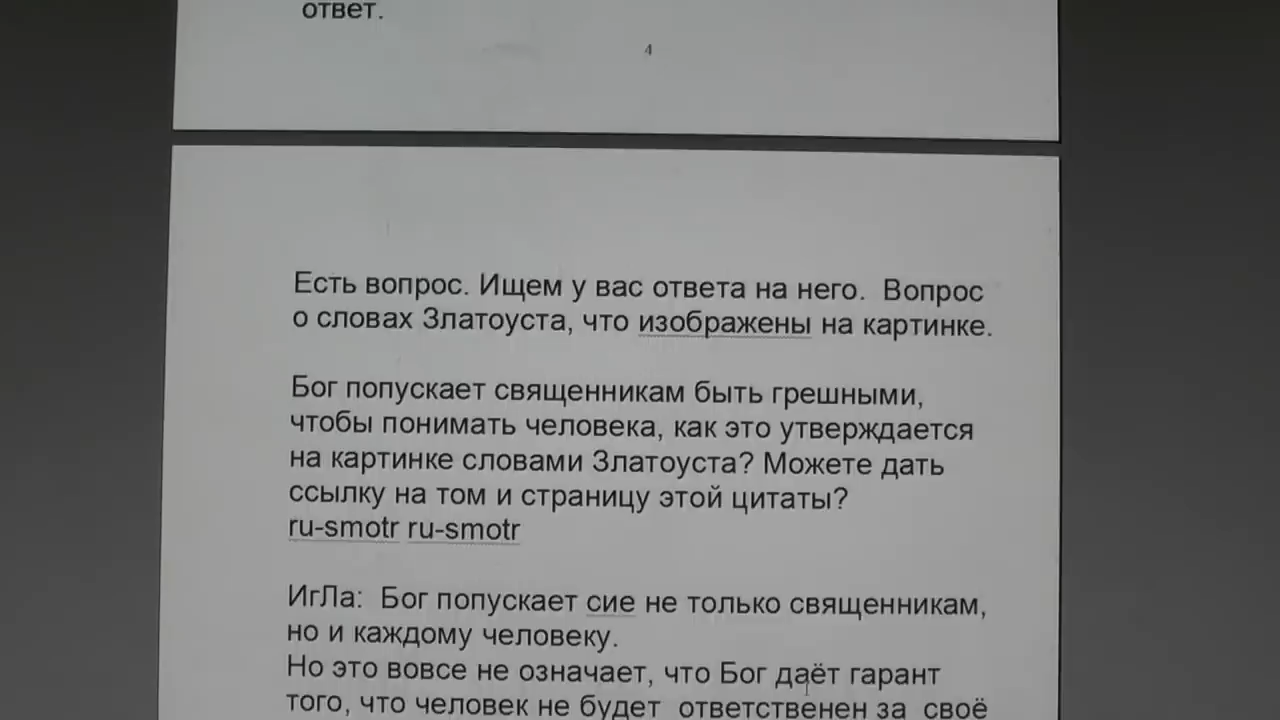 ответ.
4
Есть вопрос. Ищем у вас ответа на него.  Вопрос
о словах Златоуста, что изображены на картинке.
Бог попускает священникам быть грешными,
чтобы понимать человека, как это утверждается
на картинке словами Златоуста? Можете дать
ссылку на том и страницу этой цитаты?
ru-smotr ru-smotr
ИгЛа:  Бог попускает сие не только священникам,
но и каждому человеку.
Но это вовсе не означает, что Бог даёт гарант
того, что человек не будет  ответственен за  своё